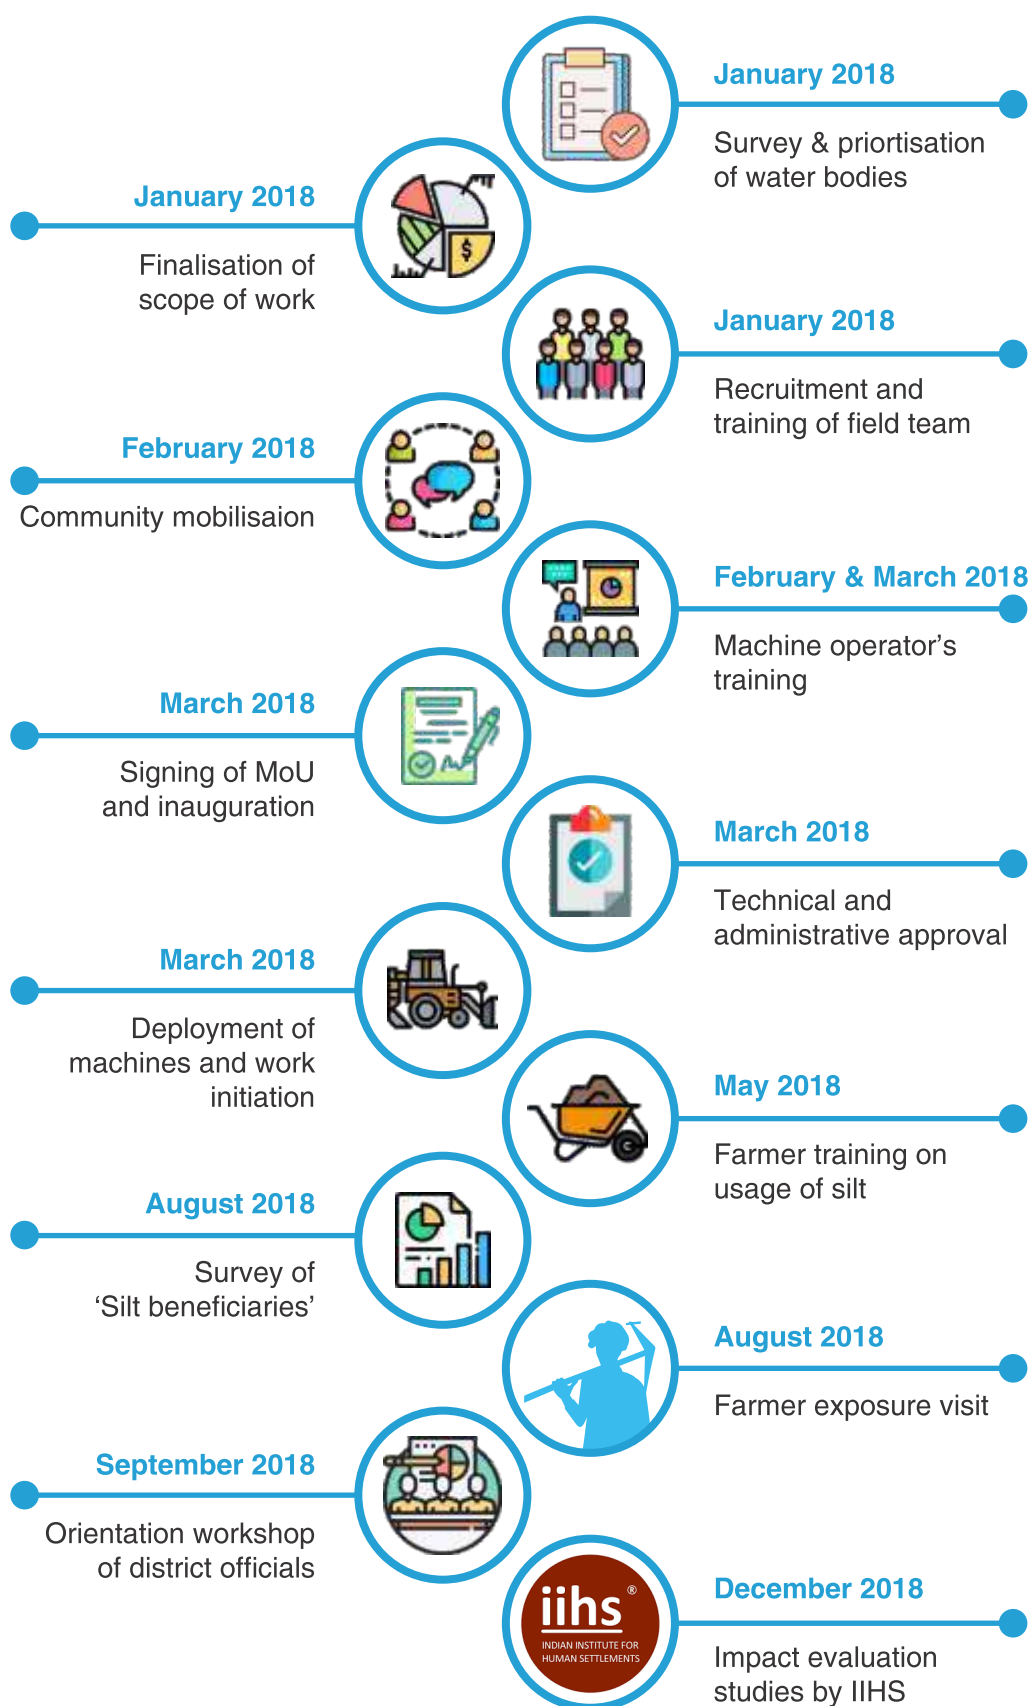 January 2018
Survey & priortisation
of water bodies
January 2018
Finalisation of
scope of work
January 2018
Recruitment and
training of field team
February 2018
Community mobilisaion
February & March 2018
Machine operator's
training
March 2018
Signing of MoU
and inauguration
March 2018
Technical and
administrative approval
March 2018
Deployment of
machines and work
initiation
May 2018
Farmer training on
usage of silt
August 2018
Survey of
‘Silt beneficiaries’
August 2018
Farmer exposure visit
September 2018
Orientation workshop
of district officials
iihs ®
INDIAN INSTITUTE FOR
HUMAN SETTLEMENTS
December 2018
Impact evaluation
studies by IIHS